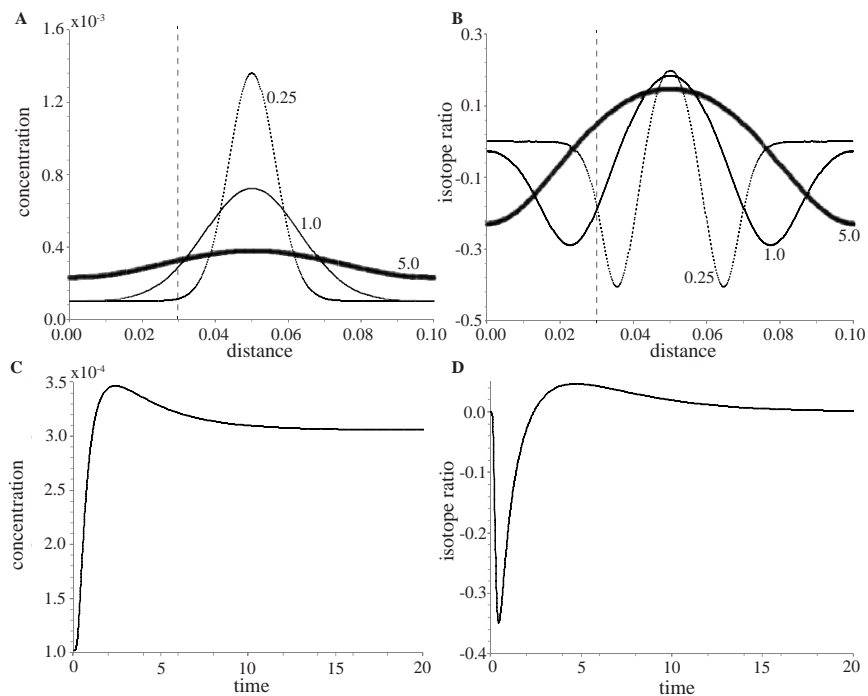 A
x10-3
1.6
1.2
0.8
0.4
0.0
concentration
0.25
1.0
5.0
0.00 0.02 0.04 0.06 0.08 0.10
distance
B
0.3
0.1
-0.1
-0.3
-0.5
isotope ratio
0.25
1.0
5.0
0.00 0.02 0.04 0.06 0.08 0.10
distance
C
x10-4
3.5
3.0
2.5
2.0
1.5
1.0
concentration
0 5 10 15 20
time
D
0.0
-0.1
-0.2
-0.3
-0.4
isotope ratio
0 5 10 15 20
time